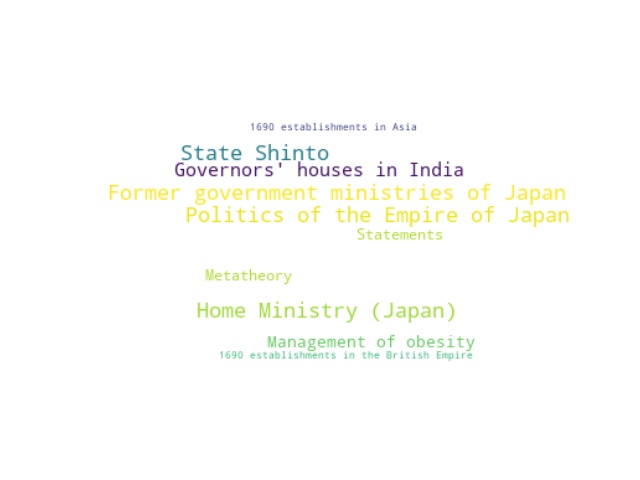 1690 establishments in Asia
State Shinto
Governors' houses in India
Former government ministries of Japan
Politics of the Empire of Japan
Statements
Metatheory
Home Ministry (Japan)
Management of obesity
1690 establishments in the British Empire